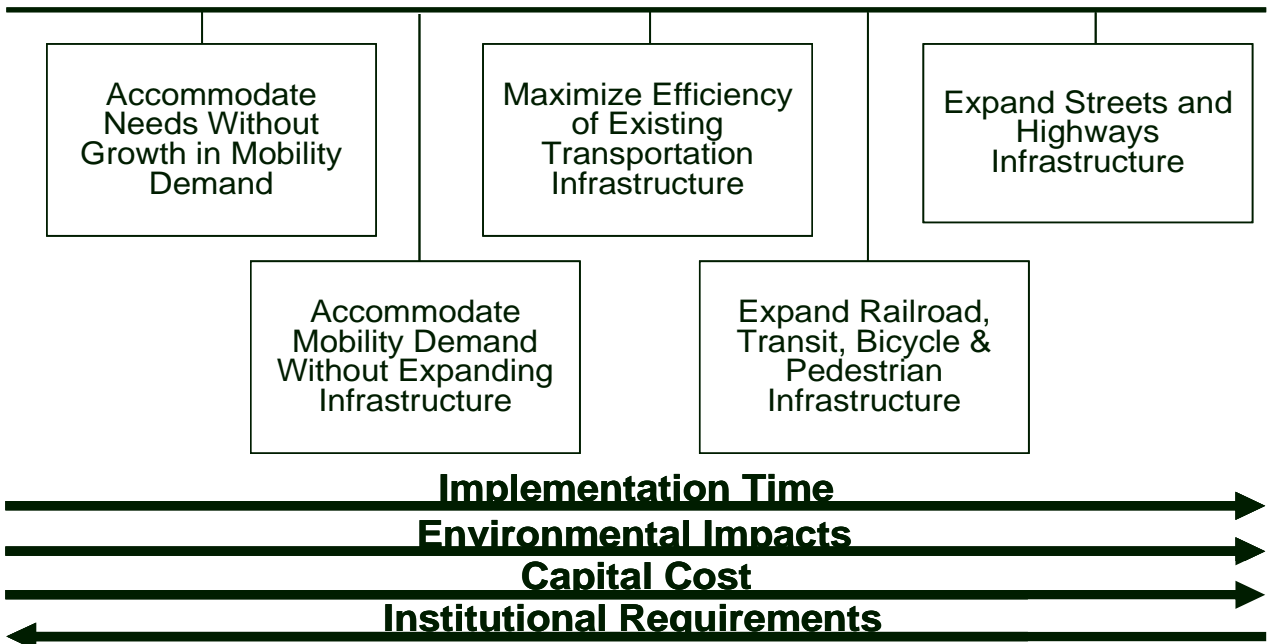 Accommodate
Needs Without
Growth in Mobility
Demand
Maximize Efficiency
of Existing
Transportation
Infrastructure
Expand Streets and
Highways
Infrastructure
Accommodate
Mobility Demand
Without Expanding
Infrastructure
Expand Railroad,
Transit, Bicycle &
Pedestrian
Infrastructure
Implementation Time
Environmental Impacts
Capital Cost
Institutional Requirements